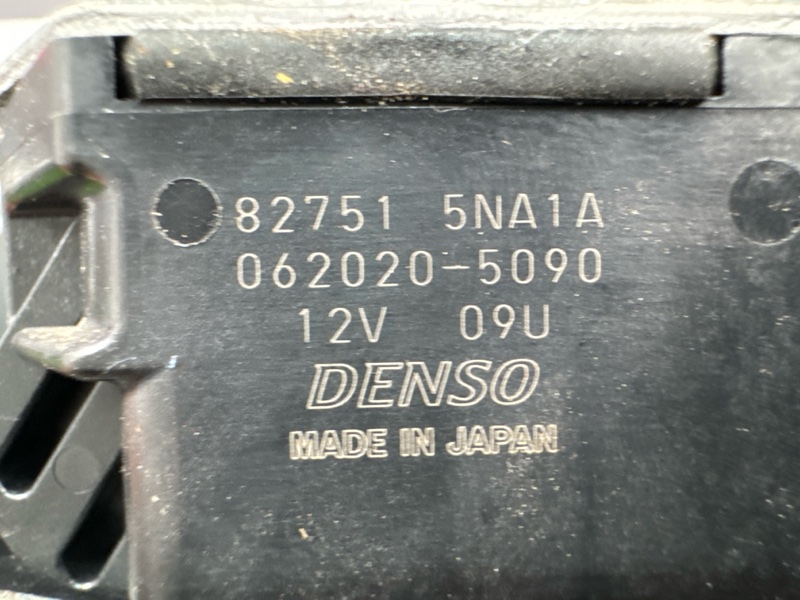 82751 5NA1A
062020-5090
12V 09U
DENSO
MADE IN JAPAN